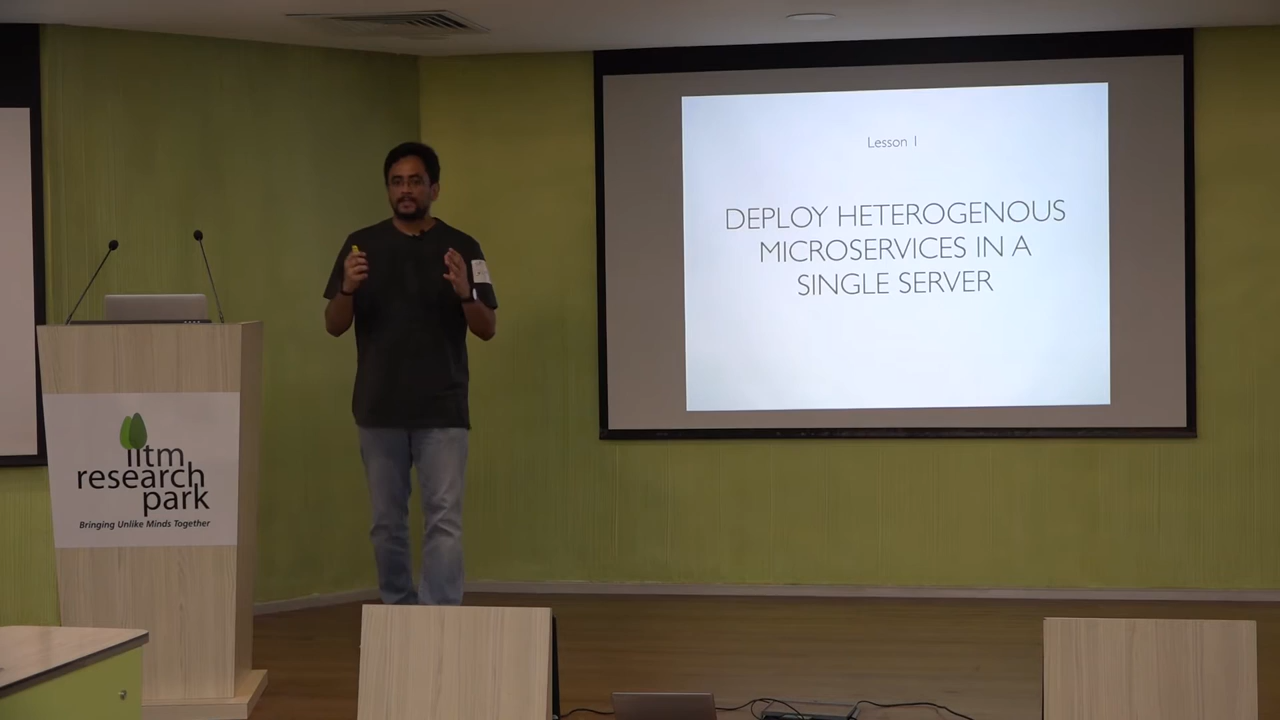 Lesson 1
DEPLOY HETEROGENOUS
MICROSERVICES IN A
SINGLE SERVER
iitm
research
park
Bringing Unlike Minds Together